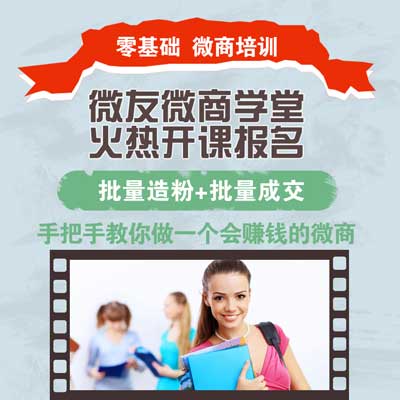 零基础 微商培训
微友微商学堂
火热开课报名
批量造粉+批量成交
手把手教你做一个会赚钱的微商